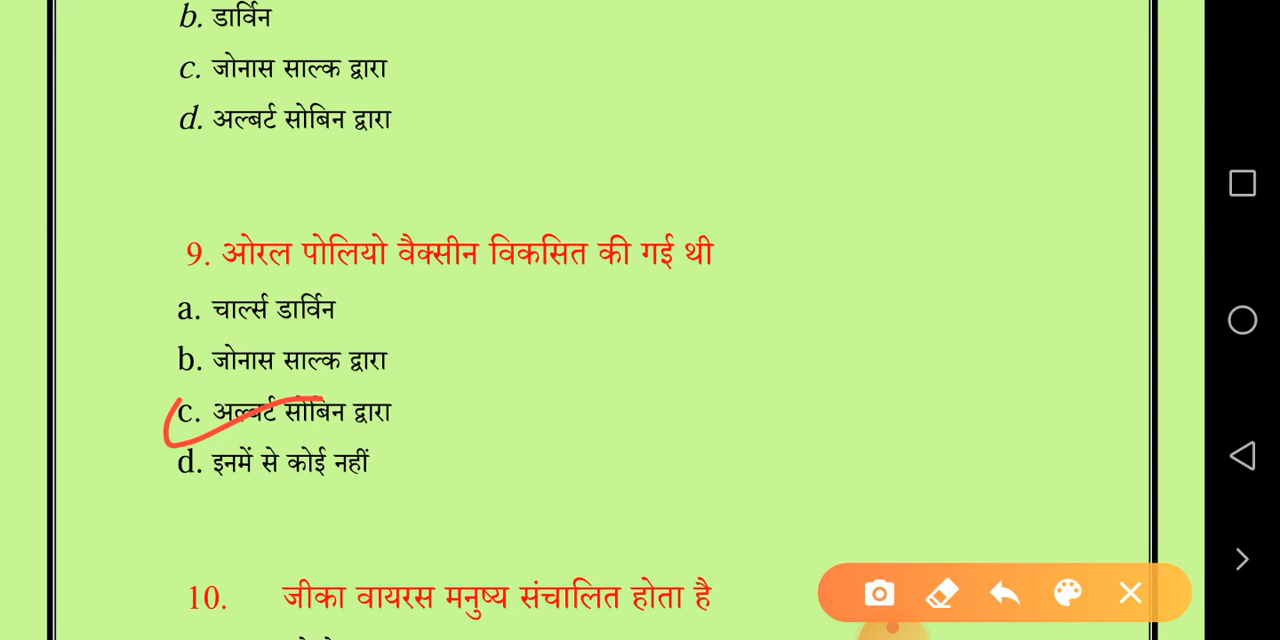 b. डार्विन
c. जोनास साल्क द्वारा
d. अल्बर्ट सोबिन द्वारा
9. ओरल पोलियो वैक्सीन विकसित की गई थी
a. चार्ल्स डार्विन
b. जोनास साल्क द्वारा
c. अल्बर्ट सोबिन द्वारा
d. इनमें से कोई नहीं
10. जीका वायरस मनुष्य संचालित होता है